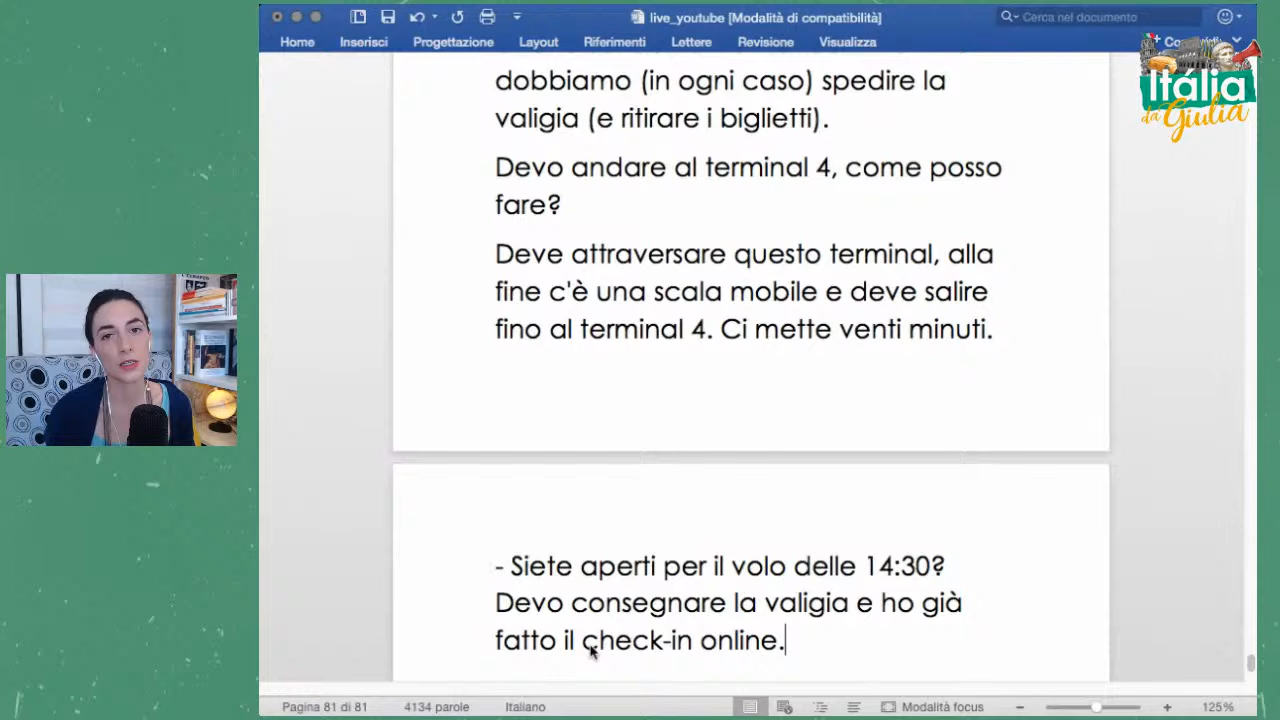 live_youtube [Modalità di compatibilità]
Cerca nel documento
Home Inserisci Progettazione Layout Riferimenti Lettere Revisione Visualizza
Itália
da Giulia
dobbiamo (in ogni caso) spedire la
valigia (e ritirare i biglietti).
Devo andare al terminal 4, come posso
fare?
Deve attraversare questo terminal, alla
fine c'è una scala mobile e deve salire
fino al terminal 4. Ci mette venti minuti.
- Siete aperti per il volo delle 14:30?
Devo consegnare la valigia e ho già
fatto il check-in online.
Pagina 81 di 81 4134 parole Italiano Modalità focus 125%